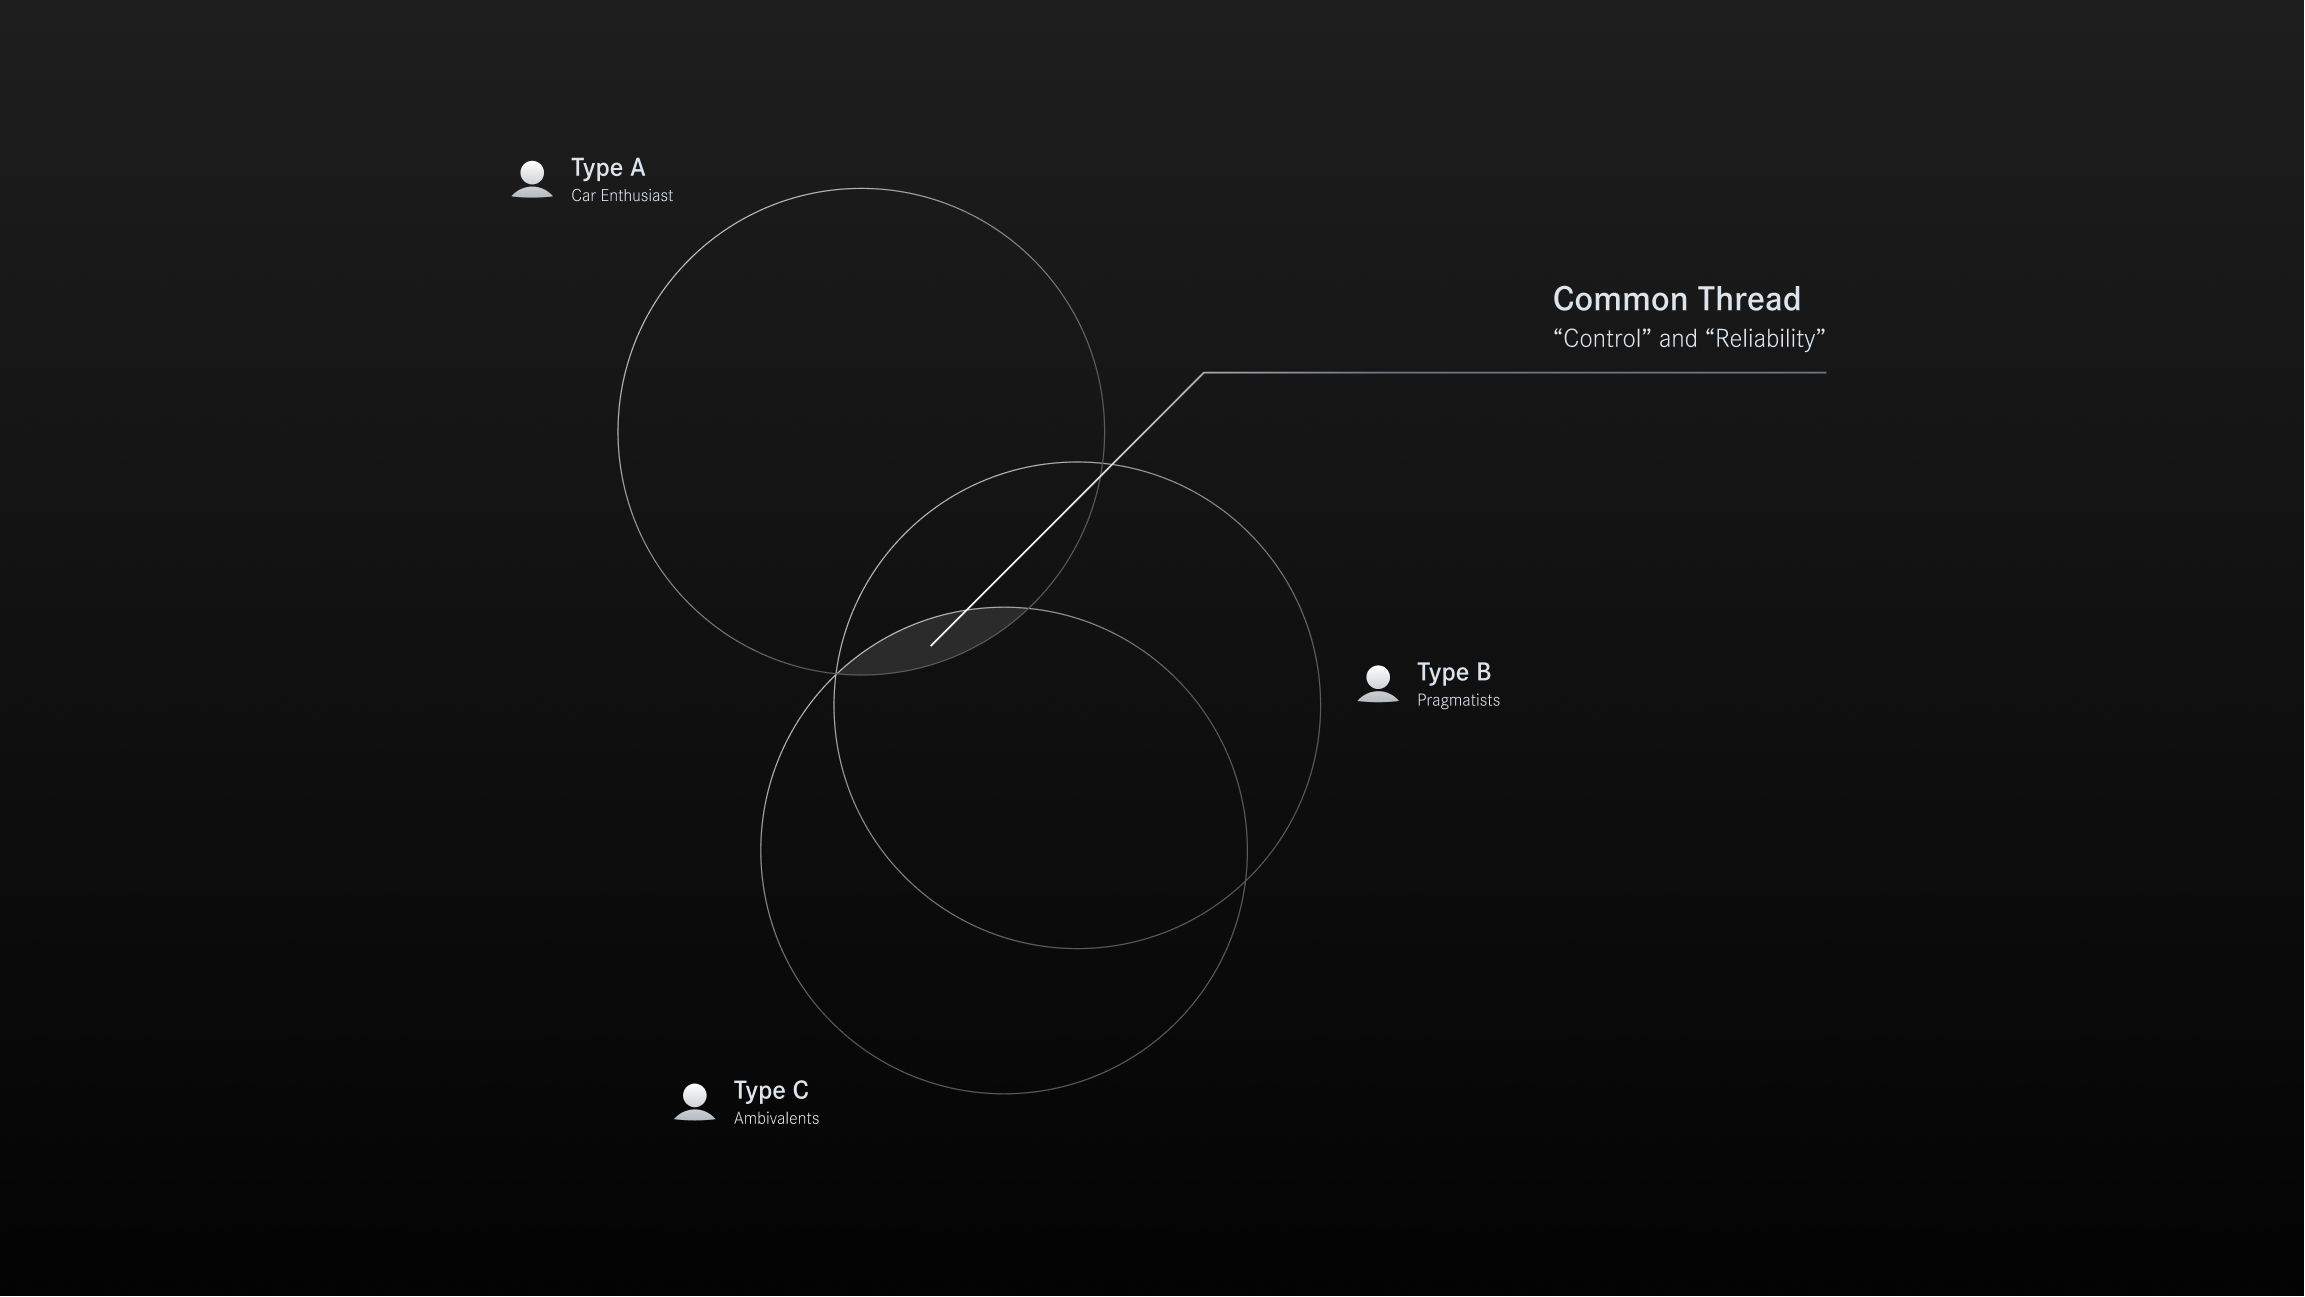 Type A
Car Enthusiast
Common Thread
“Control” and “Reliability”
Type B
Pragmatists
Type C
Ambivalents